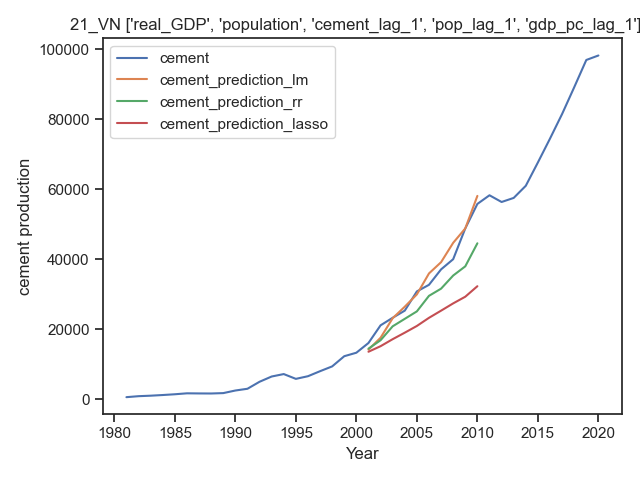 21_VN ['real_GDP', 'population', 'cement_lag_1', 'pop_lag_1', 'gdp_pc_lag_1']
100000
80000
60000
40000
20000
0
cement production
cement
cement_prediction_lm
cement_prediction_rr
cement_prediction_lasso
1980 1985 1990 1995 2000 2005 2010 2015 2020
Year